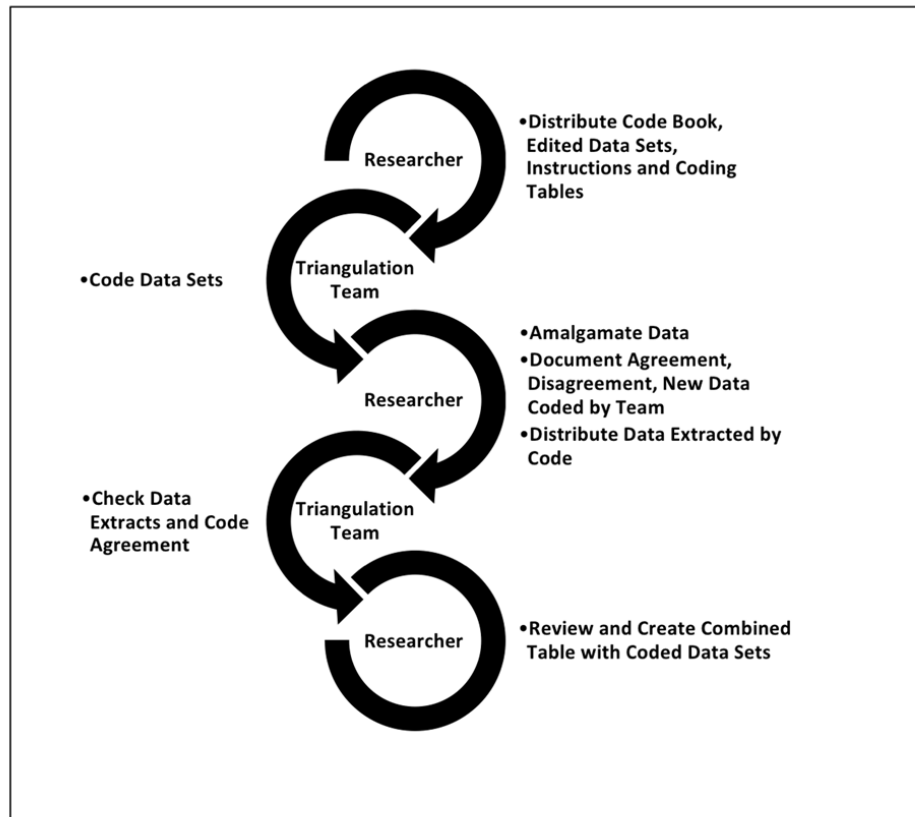 Researcher
•Distribute Code Book,
Edited Data Sets,
Instructions and Coding
Tables
Triangulation
Team
•Code Data Sets
Researcher
•Amalgamate Data
•Document Agreement,
Disagreement, New Data
Coded by Team
•Distribute Data Extracted by
Code
Triangulation
Team
•Check Data
Extracts and Code
Agreement
Researcher
•Review and Create Combined
Table with Coded Data Sets